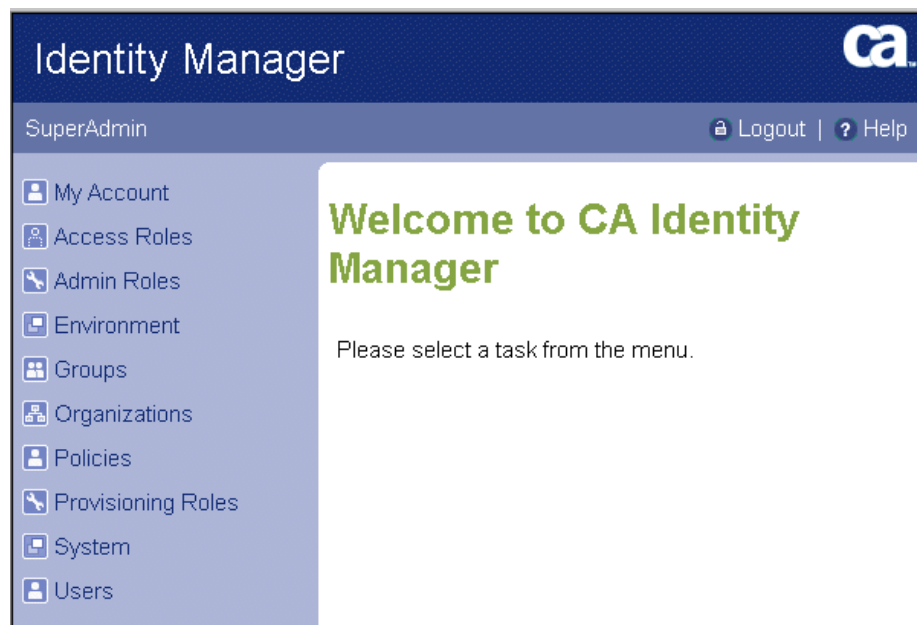 Identity Manager
ca
SuperAdmin
Logout | ? Help
My Account
Access Roles
Admin Roles
Environment
Groups
Organizations
Policies
Provisioning Roles
System
Users
Welcome to CA Identity
Manager
Please select a task from the menu.